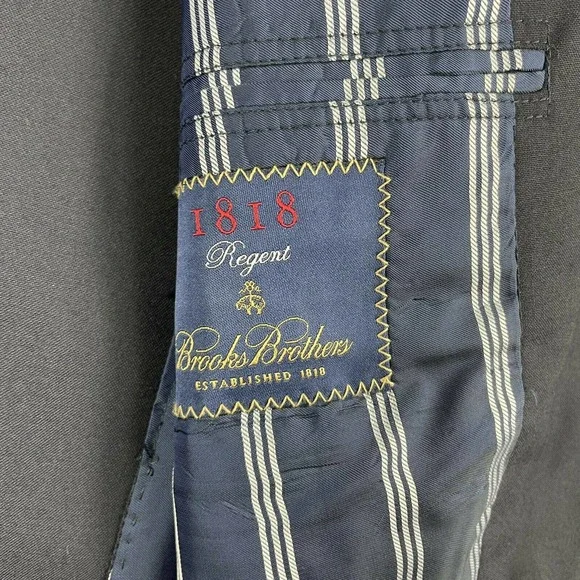 1818
Regent
Brooks Brothers
ESTABLISHED 1818